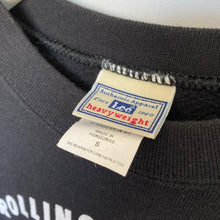 Authentic Apparel
Since Lee 1889
heavyweight
MADE IN
HONDURAS
S
ROLLING